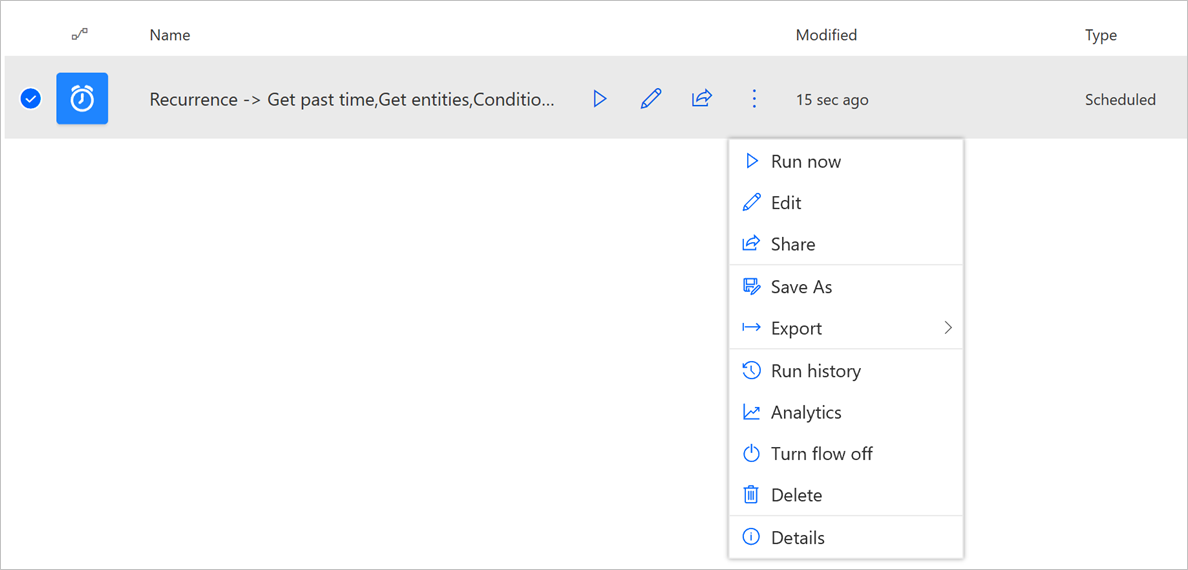 Name Modified Type
Recurrence -> Get past time,Get entities,Conditio... 15 sec ago Scheduled
Run now
Edit
Share
Save As
Export
Run history
Analytics
Turn flow off
Delete
Details